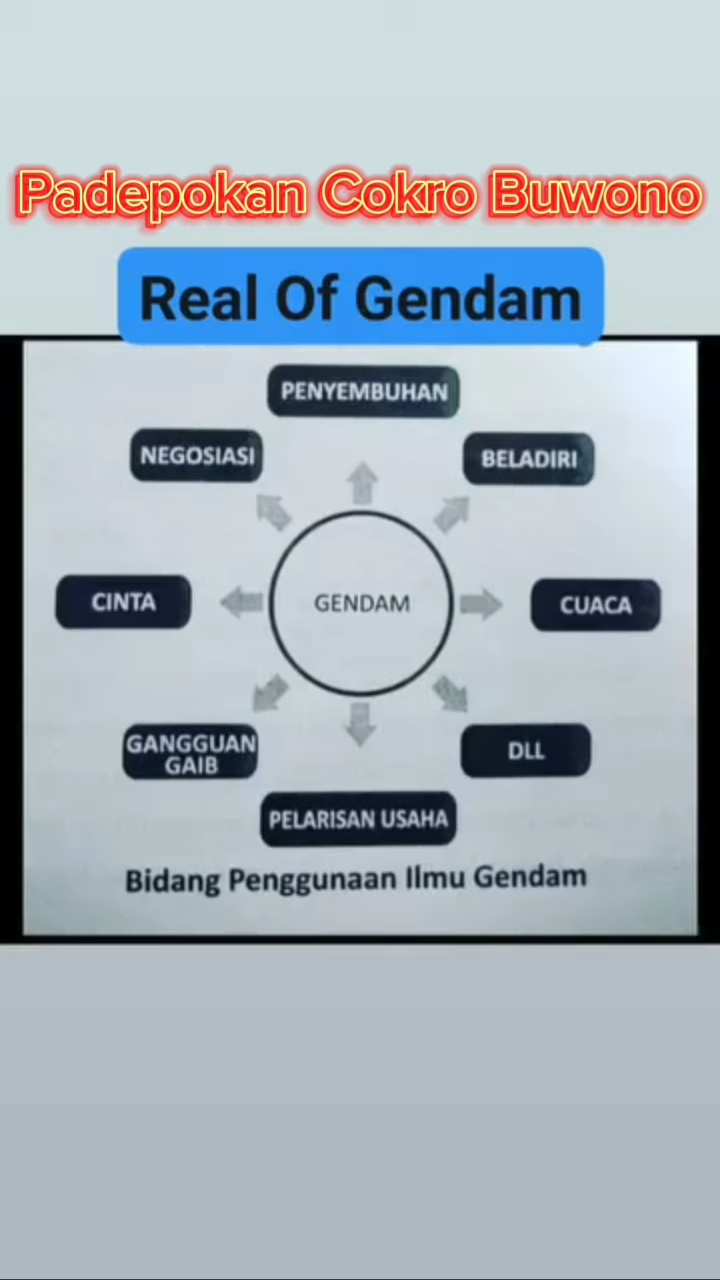 Padepokan Cokro Buwono
Real Of Gendam
PENYEMBUHAN
NEGOSIASI
BELADIRI
CINTA
GENDAM
CUACA
GANGGUAN
GAIB
DLL
PELARISAN USAHA
Bidang Penggunaan Ilmu Gendam